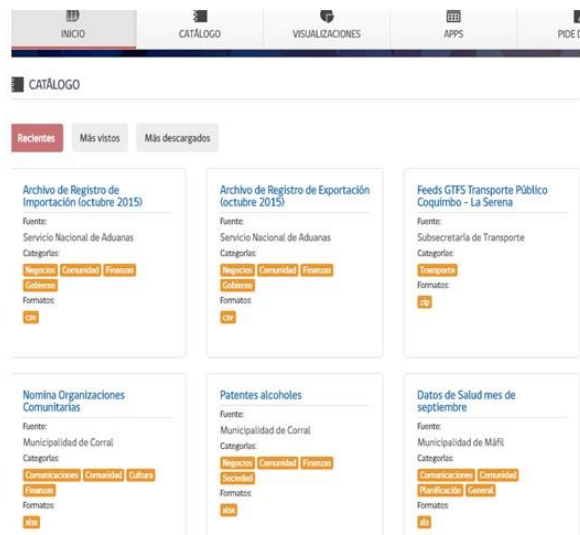 INICIO
CATÁLOGO
VISUALIZACIONES
APPS
CATÁLOGO
Recientes
Más vistos
Más descargados
Archivo de Registro de
Importación (octubre 2015)
Fuente:
Servicio Nacional de Aduanas
Categorías:
Negocios Comunidad Finanzas
Gobierno
Formatos:
csv
Archivo de Registro de Exportación
(octubre 2015)
Fuente:
Servicio Nacional de Aduanas
Categorías:
Negocios Comunidad Finanzas
Gobierno
Formatos:
csv
Feeds GTFS Transporte Público
Coquimbo - La Serena
Fuente:
Subsecretaría de Transporte
Categorías:
Transporte
Formatos:
zip
Nomina Organizaciones
Comunitarias
Fuente:
Municipalidad de Corral
Categorías:
Comunicaciones Comunidad Cultura
Finanzas
Formatos:
xlsx
Patentes alcoholes
Fuente:
Municipalidad de Corral
Categorías:
Negocios Comunidad Finanzas
Sociedad
Formatos:
xlsx
Datos de Salud mes de
septiembre
Fuente:
Municipalidad de Máfil
Categorías:
Comunicaciones Comunidad
Planificación General
Formatos:
xls